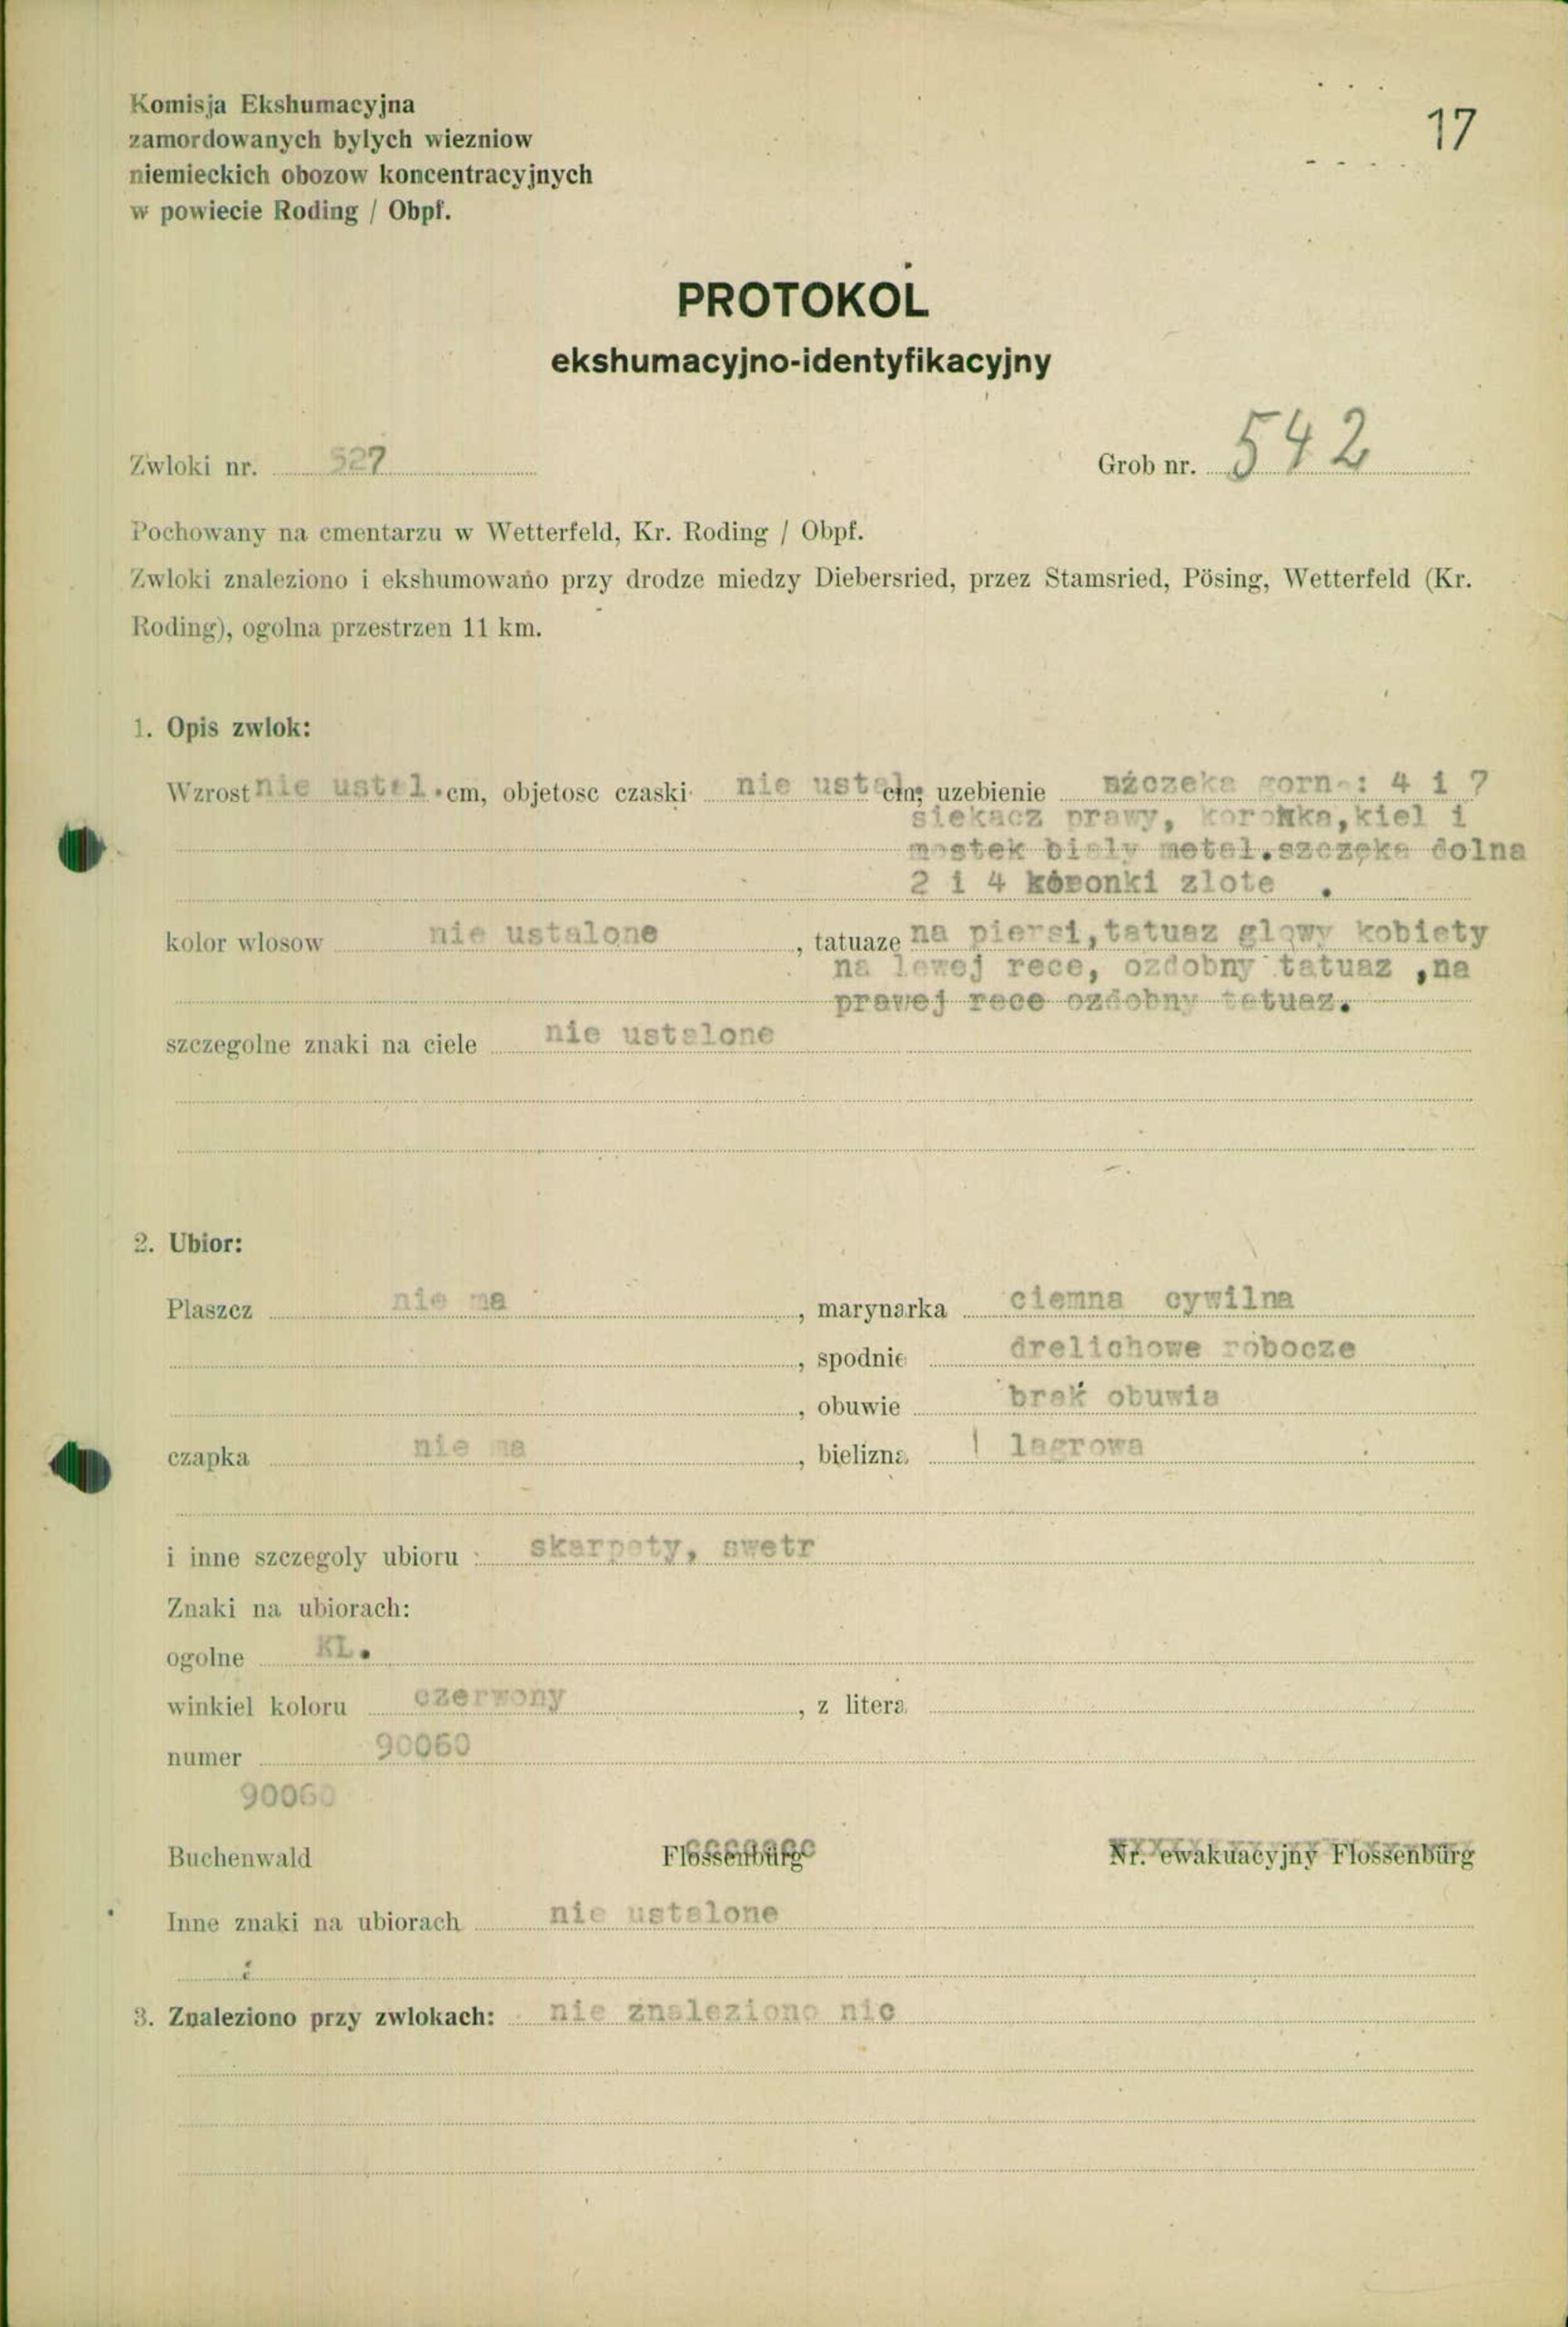 17
Komisja Ekshumacyjna
zamordowanych bylych wiezniow
niemieckich obozow koncentracyjnych
w powiecie Roding / Obpf.
PROTOKOL
ekshumacyjno-identyfikacyjny
Zwloki nr. 527 Grob nr. 542
Pochowany na cmentarzu w Wetterfeld, Kr. Roding / Obpf.
Zwloki znaleziono i ekshumowano przy drodze miedzy Diebersried, przez Stamsried, Pösing, Wetterfeld (Kr.
Roding), ogolna przestrzen 11 km.
1. Opis zwlok:
Wzrost nie ustal. cm, objetosc czaski nie ustal cm; uzebienie szczeka gorna: 4 i 7
siekacz prawy, koronka, kiel i
mostek bialy metal. szczeka dolna
2 i 4 koronki zlote .
kolor wlosow nie ustalone , tatuaze na piersi, tatuaz glowy kobiety
na lewej rece, ozdobny tatuaz ,na
prawej rece ozdobny tatuaz.
szczegolne znaki na ciele nie ustalone
2. Ubior:
Plaszcz nie ma , marynarka ciemna cywilna
, spodnie drelichowe robocze
, obuwie brak obuwia
czapka nie ma , bielizna lagrowa
i inne szczegoly ubioru : skarpety, swetr
Znaki na ubiorach:
ogolne KL.
winkiel koloru czerwony , z litera
numer 90060
90060
Buchenwald Flossenbürg Nr. ewakuacyjny Flossenbürg
Inne znaki na ubiorach nie ustalone
3. Znaleziono przy zwlokach: nie znaleziono nic